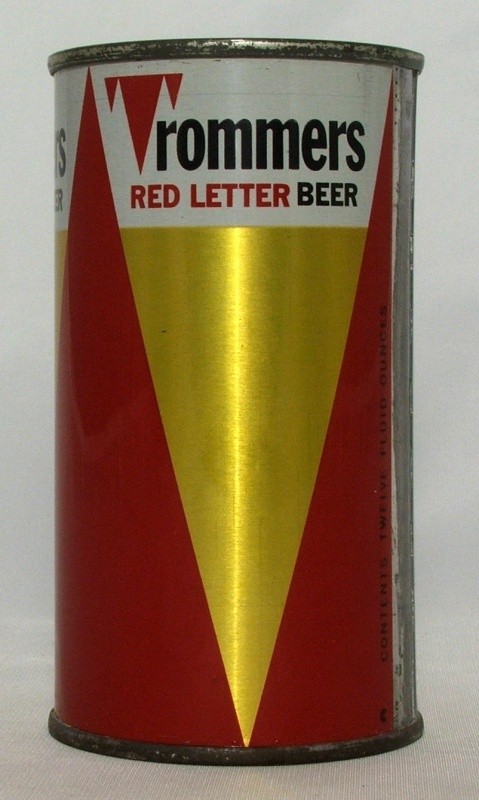 Trommers
RED LETTER BEER
CONTENTS TWELVE FLUID OUNCES